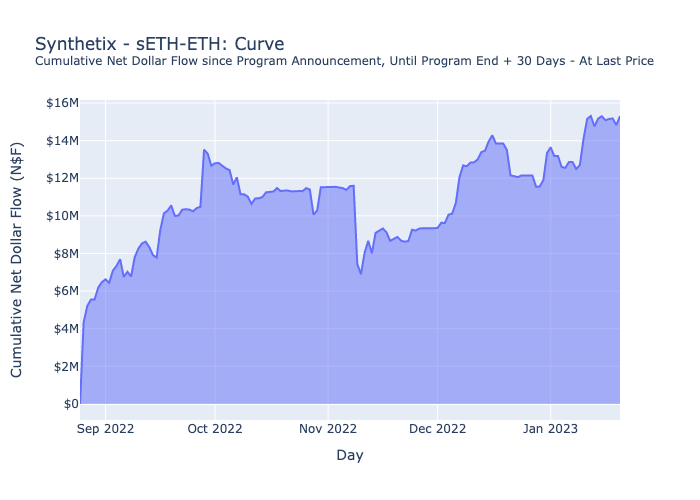 Synthetix - sETH-ETH: Curve
Cumulative Net Dollar Flow since Program Announcement, Until Program End + 30 Days - At Last Price
Cumulative Net Dollar Flow (N$F)
$16M
$14M
$12M
$10M
$8M
$6M
$4M
$2M
$0
Sep 2022
Oct 2022
Nov 2022
Dec 2022
Jan 2023
Day